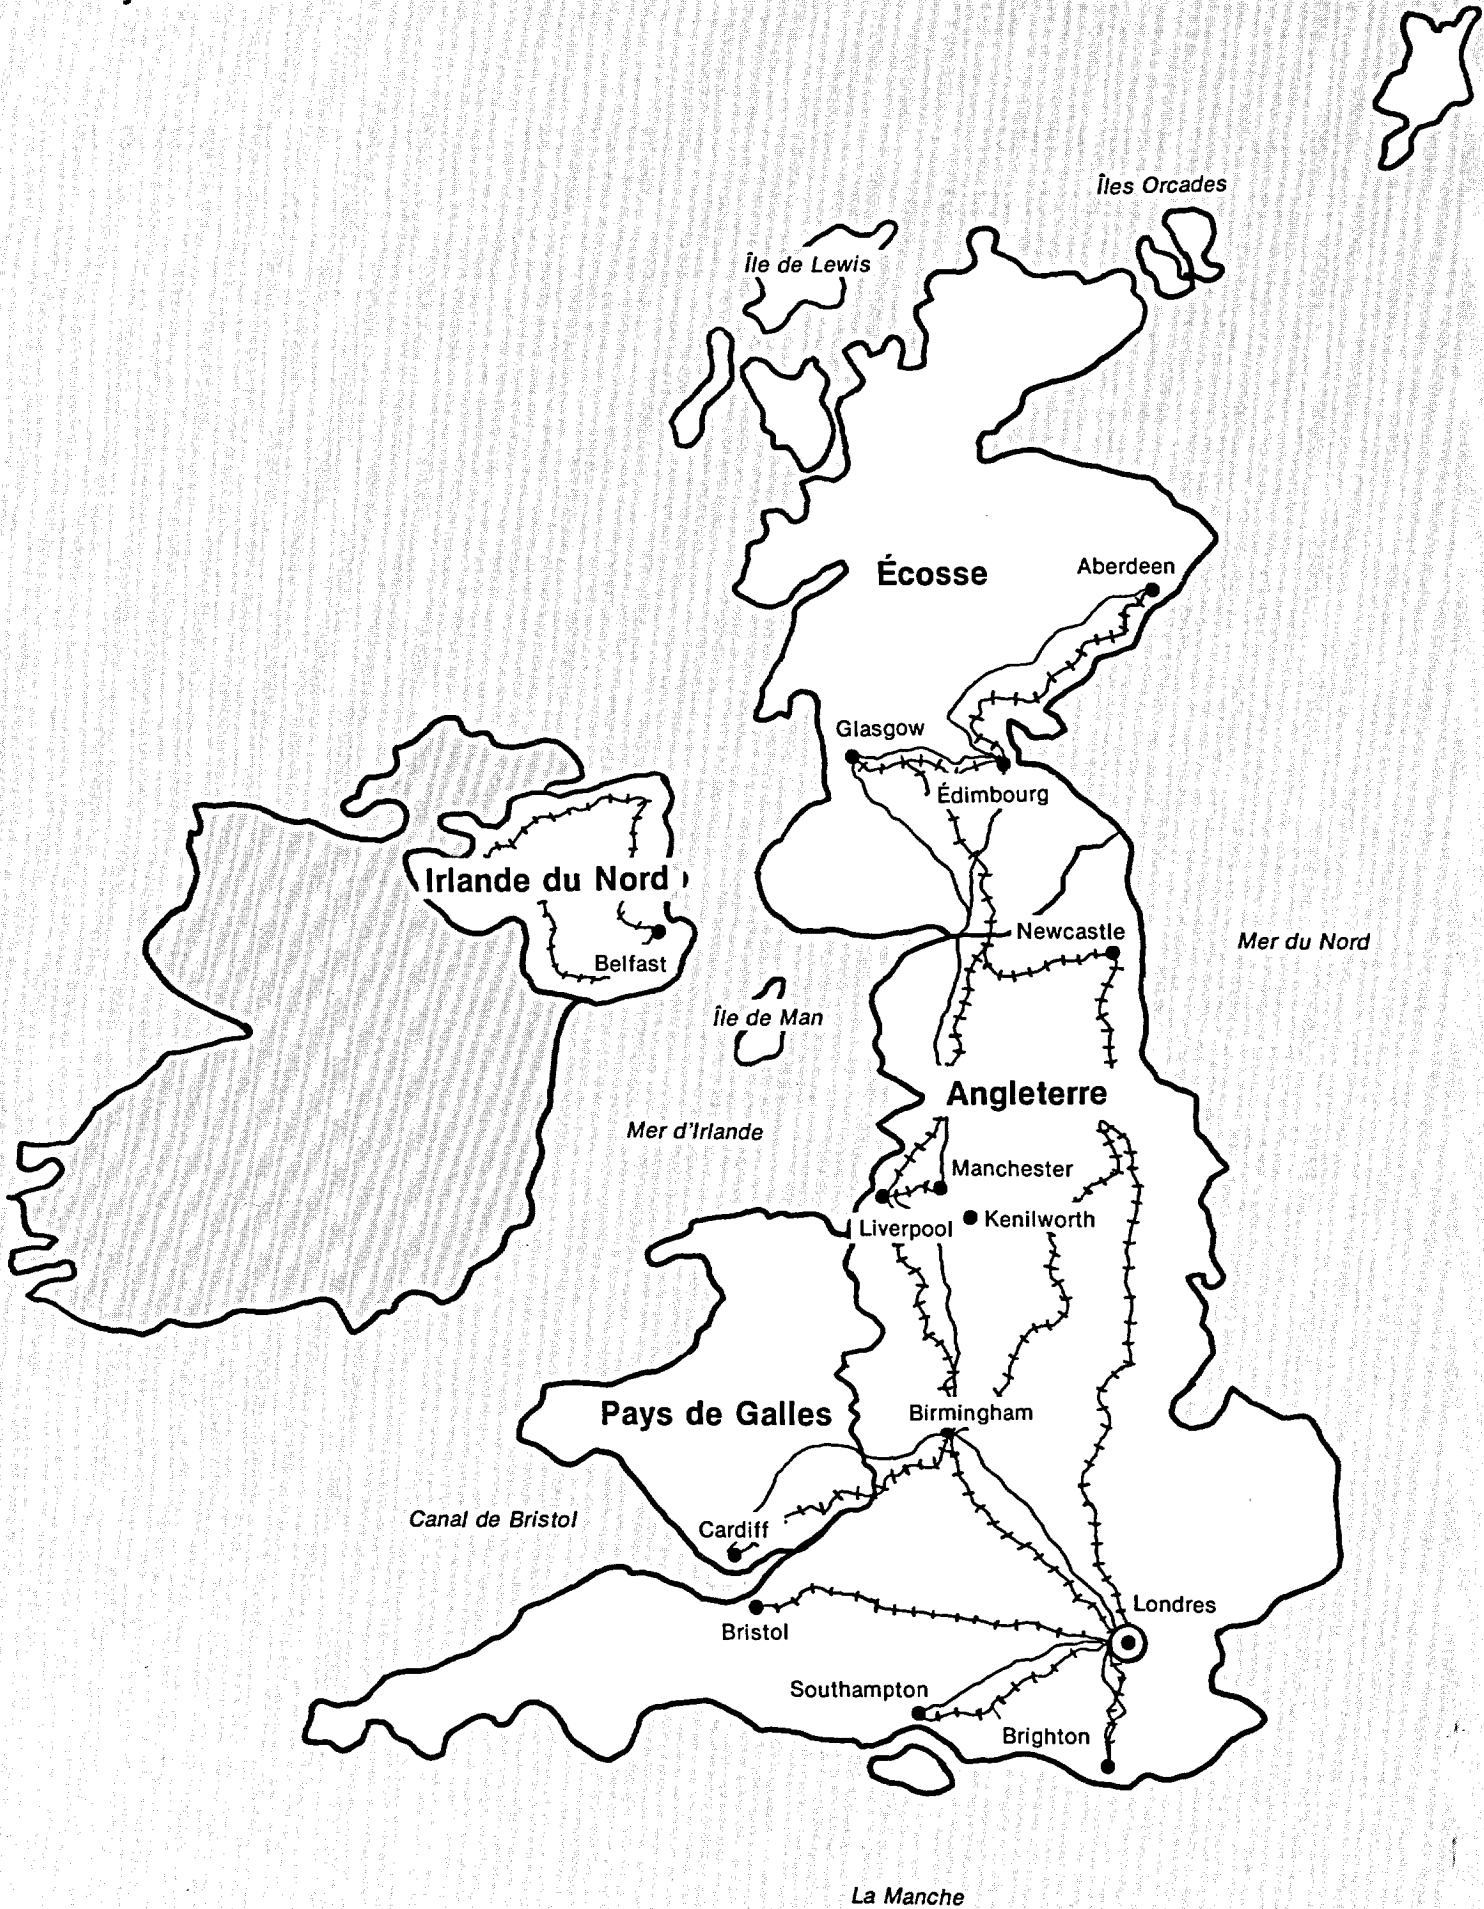 Îles Orcades
Île de Lewis
Écosse
Aberdeen
Glasgow
Édimbourg
Irlande du Nord
Newcastle
Mer du Nord
Belfast
Île de Man
Angleterre
Mer d'Irlande
Manchester
Liverpool
Kenilworth
Birmingham
Pays de Galles
Canal de Bristol
Cardiff
Londres
Bristol
Southampton
Brighton
La Manche